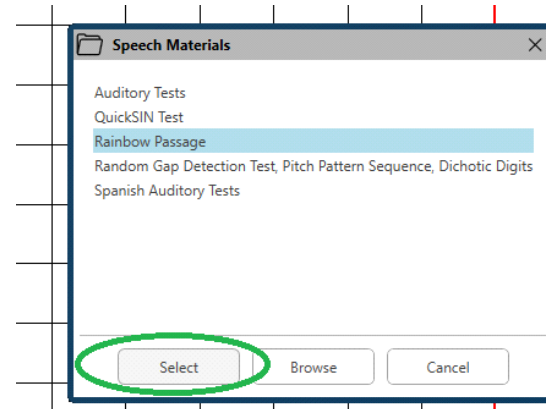 Speech Materials
Auditory Tests
QuickSIN Test
Rainbow Passage
Random Gap Detection Test, Pitch Pattern Sequence, Dichotic Digits
Spanish Auditory Tests
Select Browse Cancel